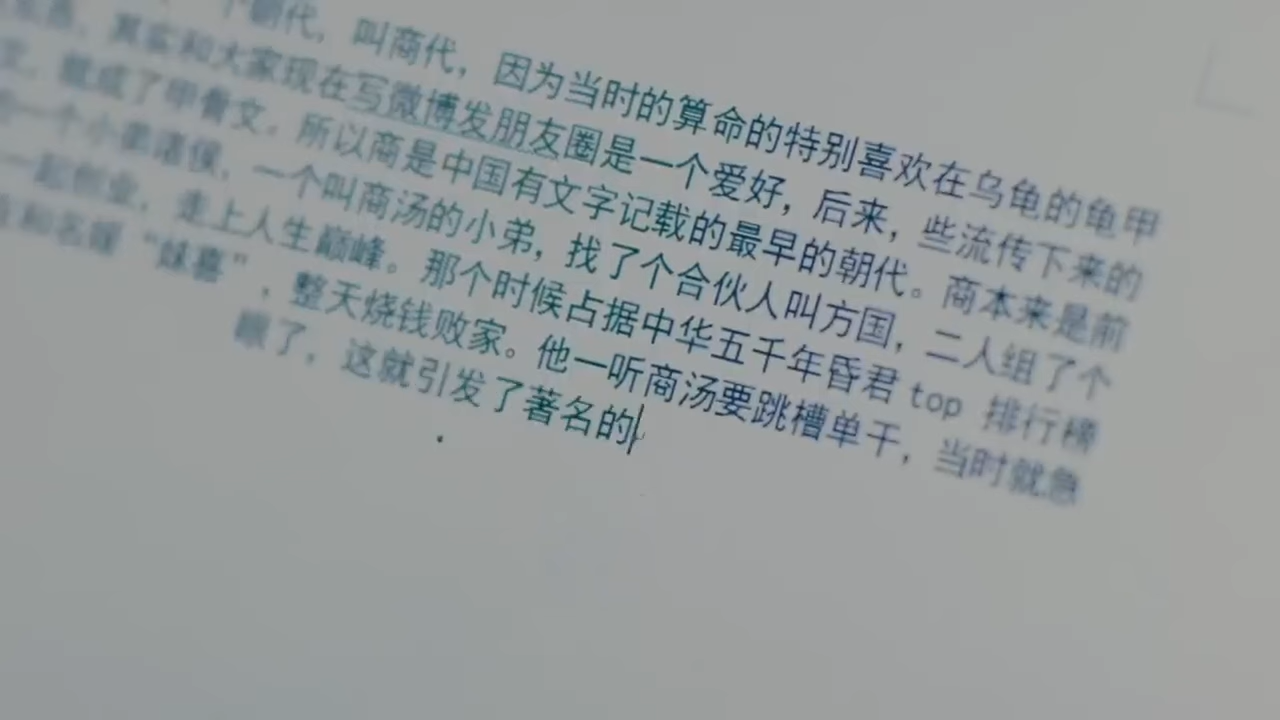 个朝代，叫商代，因为当时的算命的特别喜欢在乌龟的龟甲
其实和大家现在写微博发朋友圈是一个爱好，后来，些流传下来的
就成了甲骨文。所以商是中国有文字记载的最早的朝代。商本来是前
一个小弟诸侯，一个叫商汤的小弟，找了个合伙人叫方国，二人组了个
一起创业，走上人生巅峰。那个时候占据中华五千年昏君 top 排行榜
和名媛“妹喜”，整天烧钱败家。他一听商汤要跳槽单干，当时就急
眼了，这就引发了著名的